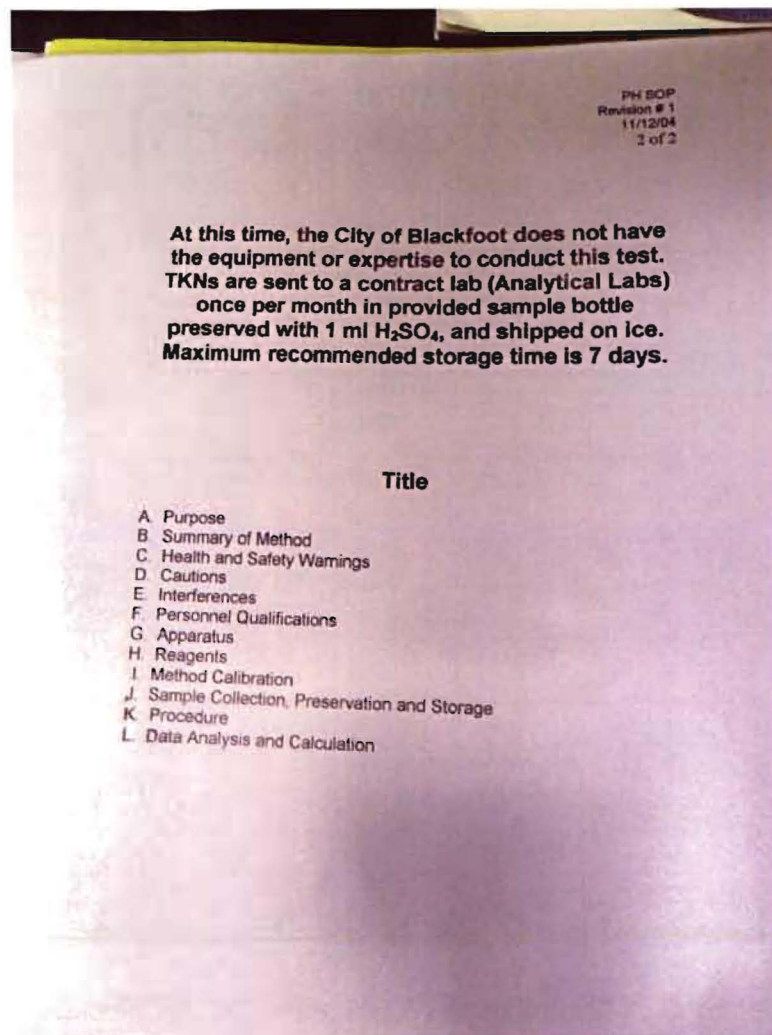 PH SOP
Revision # 1
11/12/04
2 of 2
At this time, the City of Blackfoot does not have
the equipment or expertise to conduct this test.
TKNs are sent to a contract lab (Analytical Labs)
once per month in provided sample bottle
preserved with 1 ml H₂SO₄, and shipped on ice.
Maximum recommended storage time is 7 days.
Title
A. Purpose
B. Summary of Method
C. Health and Safety Warnings
D. Cautions
E. Interferences
F. Personnel Qualifications
G. Apparatus
H. Reagents
I. Method Calibration
J. Sample Collection, Preservation and Storage
K. Procedure
L. Data Analysis and Calculation